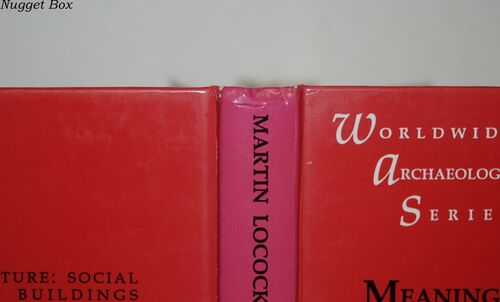 Nugget Box
TURE: SOCIAL
BUILDINGS
MARTIN LOCOCK
WORLDWID
ARCHAEOLOG
SERIE
MEANING